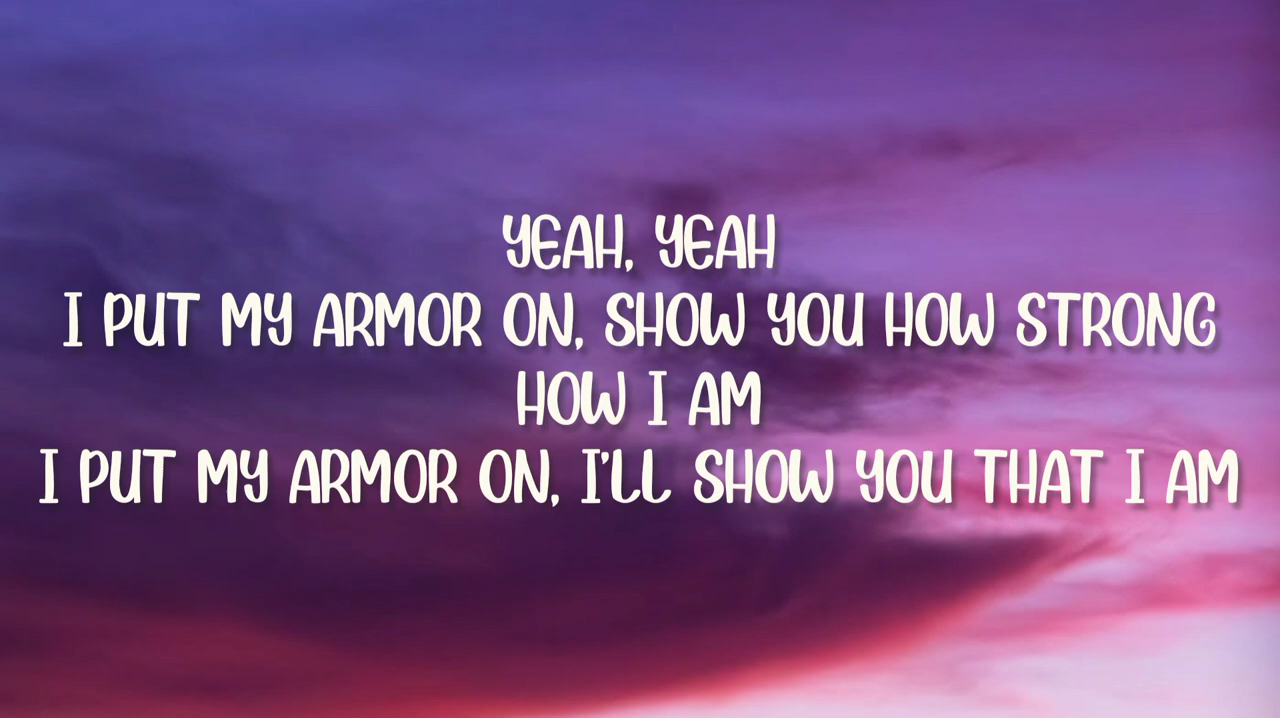 YEAH, YEAH
I PUT MY ARMOR ON, SHOW YOU HOW STRONG
HOW I AM
I PUT MY ARMOR ON, I'LL SHOW YOU THAT I AM